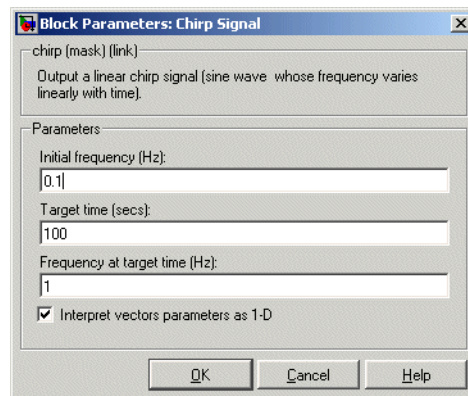 Block Parameters: Chirp Signal
chirp (mask) (link)
Output a linear chirp signal (sine wave whose frequency varies
linearly with time).
Parameters
Initial frequency (Hz):
0.1
Target time (secs):
100
Frequency at target time (Hz):
1
Interpret vectors parameters as 1-D
OK Cancel Help